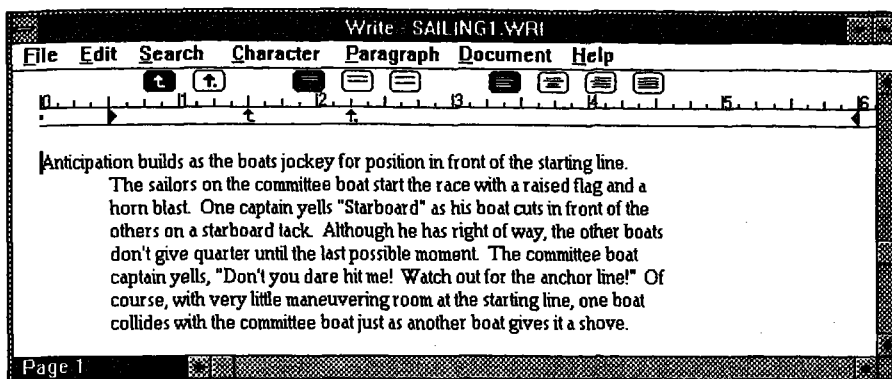 Write - SAILING1.WRI
File Edit Search Character Paragraph Document Help
0 1 2 3 4 5 6
Anticipation builds as the boats jockey for position in front of the starting line.
The sailors on the committee boat start the race with a raised flag and a
horn blast. One captain yells "Starboard" as his boat cuts in front of the
others on a starboard tack. Although he has right of way, the other boats
don't give quarter until the last possible moment. The committee boat
captain yells, "Don't you dare hit me! Watch out for the anchor line!" Of
course, with very little maneuvering room at the starting line, one boat
collides with the committee boat just as another boat gives it a shove.
Page 1